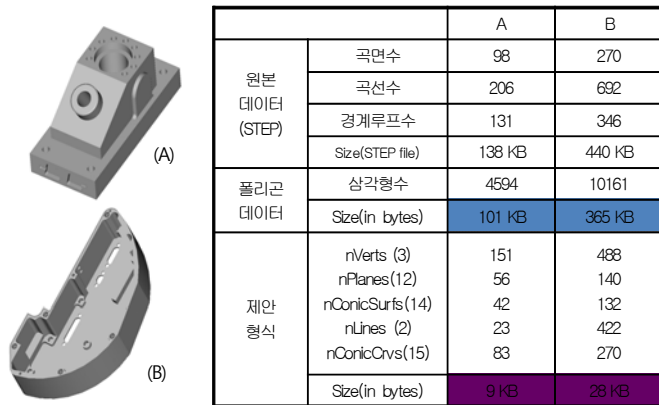 (A)
(B)
A B
원본 데이터 (STEP)
곡면수 98 270
곡선수 206 692
경계루프수 131 346
Size(STEP file) 138 KB 440 KB
폴리곤 데이터
삼각형수 4594 10161
Size(in bytes) 101 KB 365 KB
제안 형식
nVerts (3) 151 488
nPlanes(12) 56 140
nConicSurfs(14) 42 132
nLines (2) 23 422
nConicCrvs(15) 83 270
Size(in bytes) 9 KB 28 KB